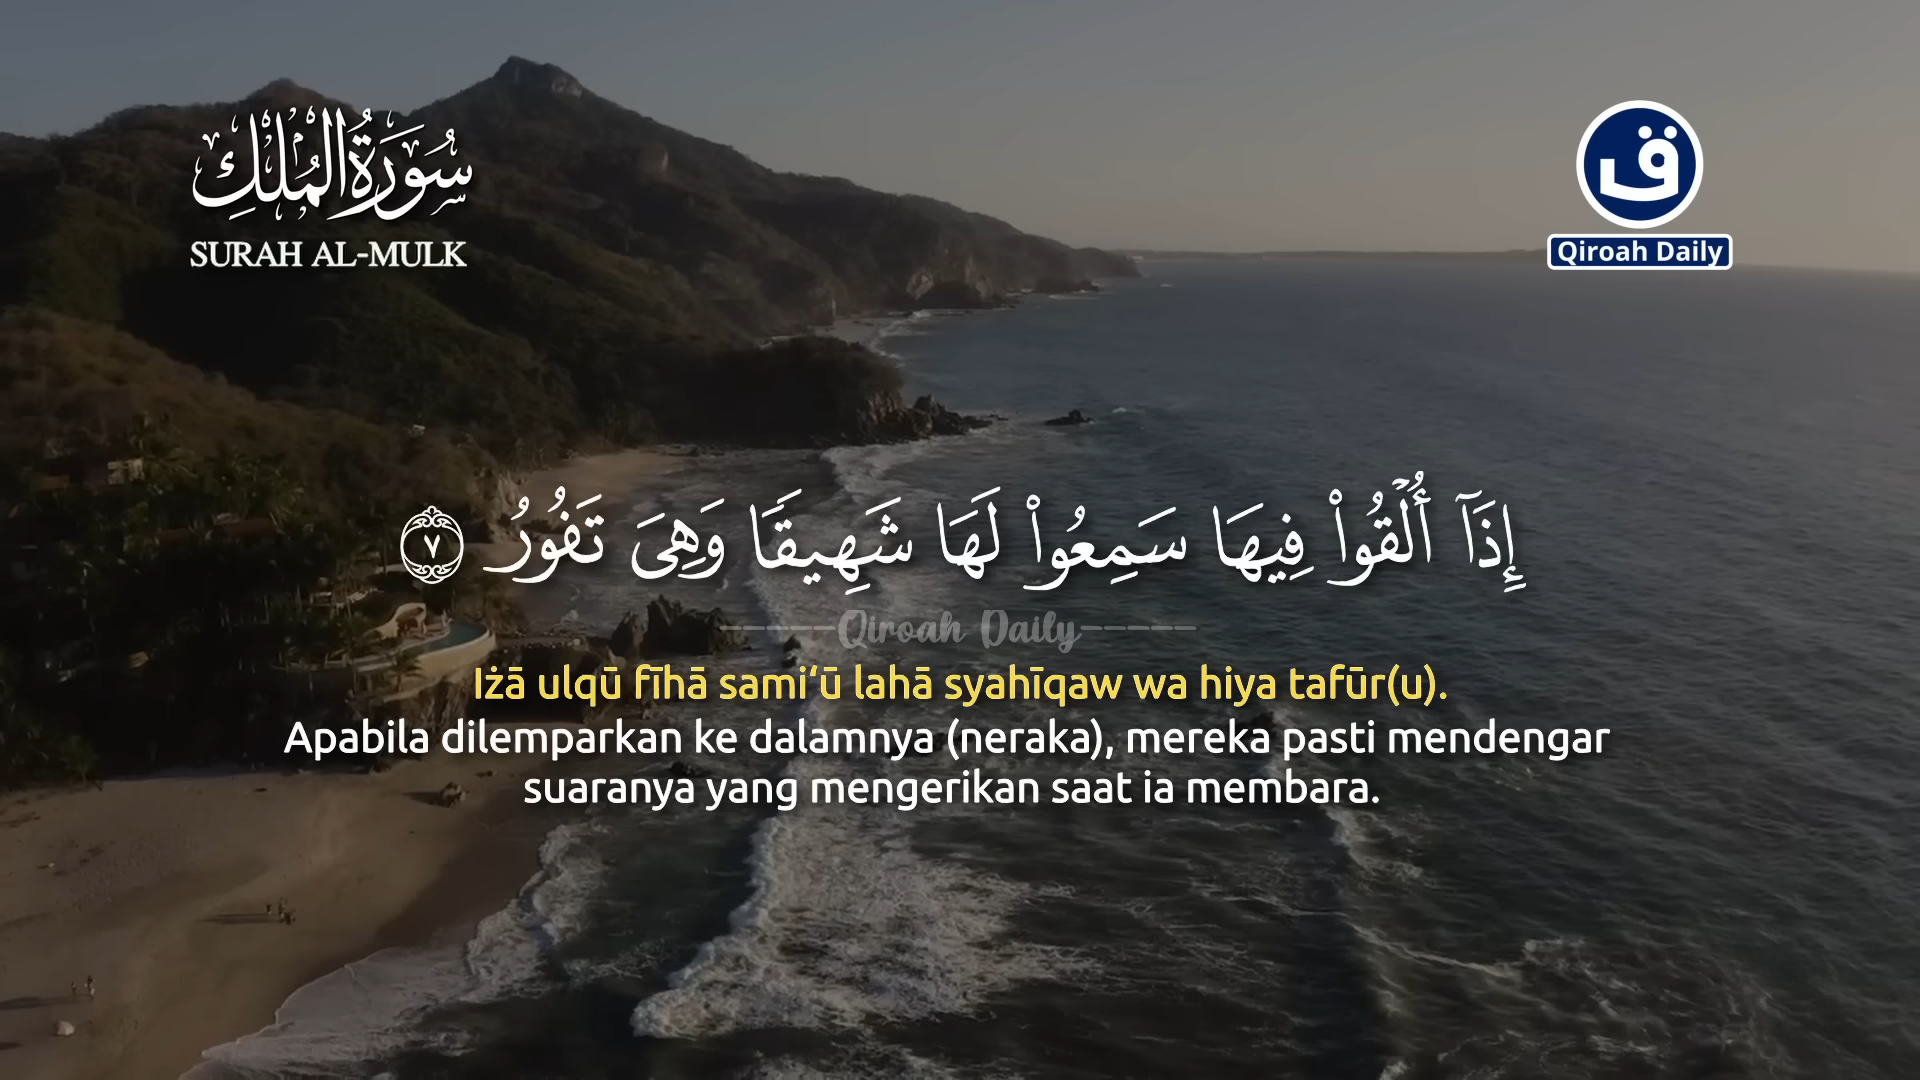 سُورَةُ الْمُلْكِ
SURAH AL-MULK
ق
Qiroah Daily
إِذَآ أُلْقُوا۟ فِيهَا سَمِعُوا۟ لَهَا شَهِيقًا وَهِىَ تَفُورُ ٧
-----Qiroah Daily-----
Iżā ulqū fīhā sami‘ū lahā syahīqaw wa hiya tafūr(u).
Apabila dilemparkan ke dalamnya (neraka), mereka pasti mendengar
suaranya yang mengerikan saat ia membara.